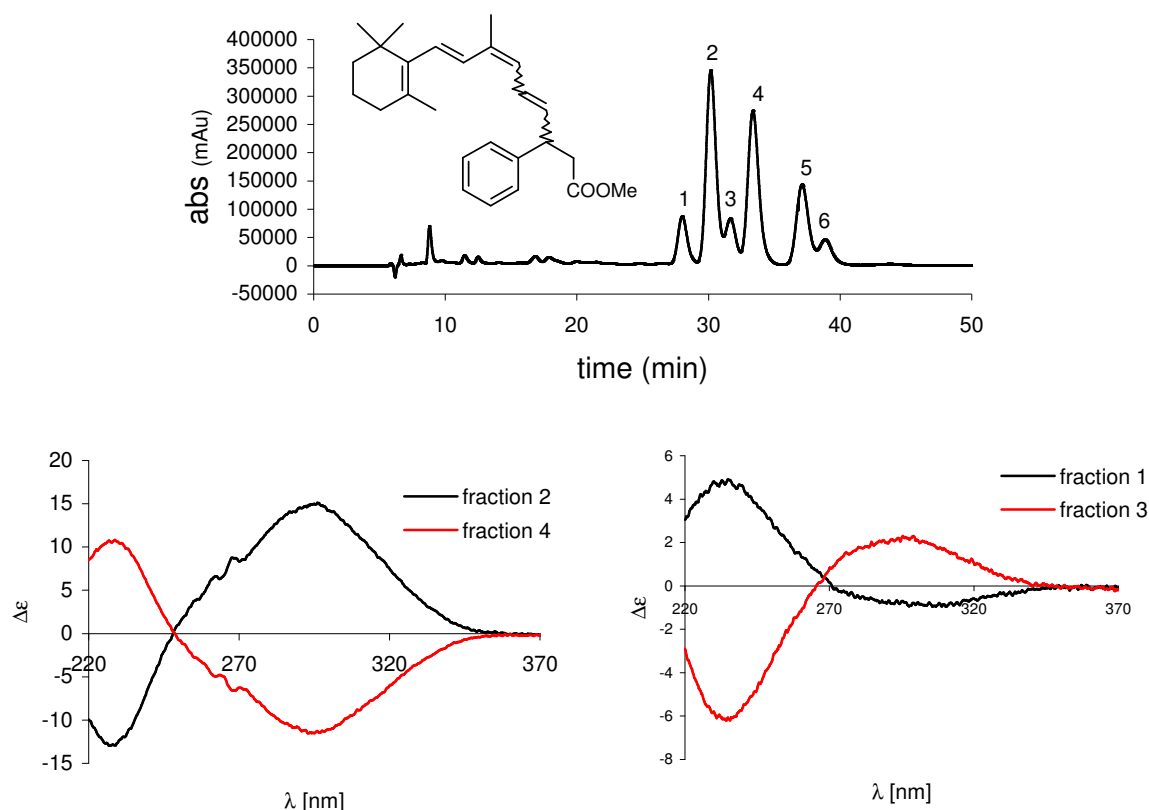 abs (mAu)
400000
350000
300000
250000
200000
150000
100000
50000
0
-50000
COOMe
1
2
3
4
5
6
0 10 20 30 40 50
time (min)
Δε
20
15
10
5
0
-5
-10
-15
220 270 320 370
fraction 2
fraction 4
λ [nm]
Δε
6
4
2
0
-2
-4
-6
-8
220 270 320 370
fraction 1
fraction 3
λ [nm]